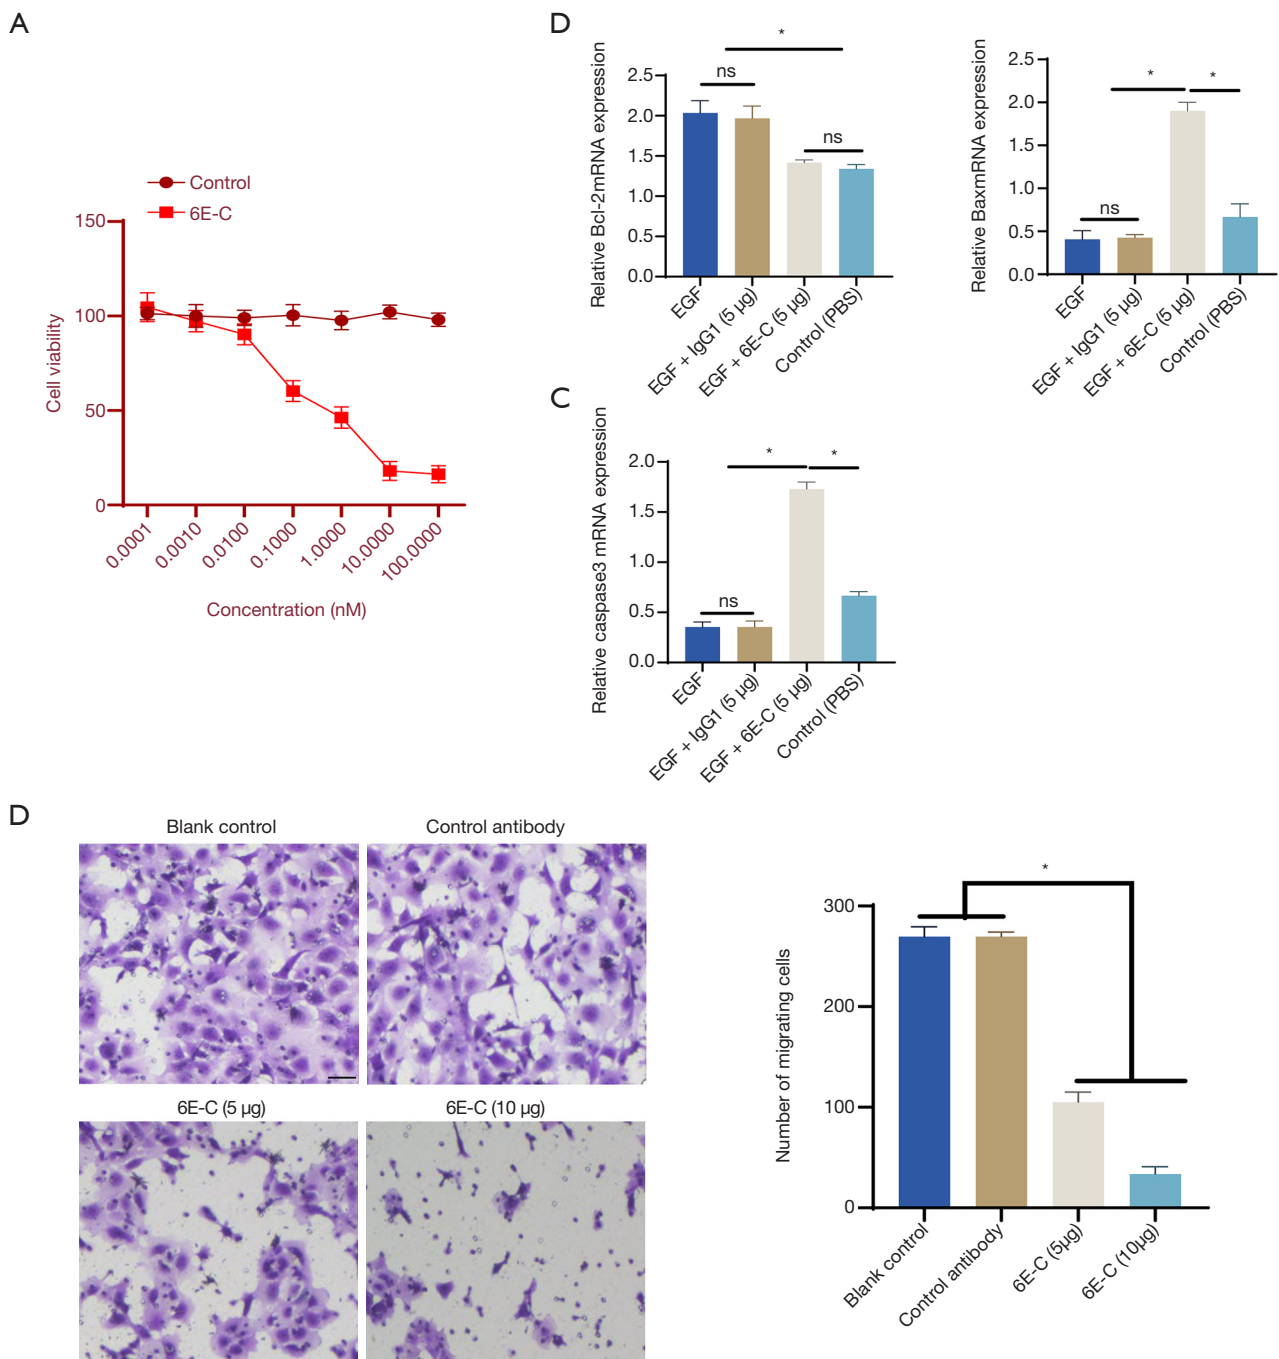 A
Control
6E-C
150
100
50
0
Cell viability
0.0001
0.0010
0.0100
0.1000
1.0000
10.0000
100.0000
Concentration (nM)
D
Relative Bcl-2mRNA expression
2.5
2.0
1.5
1.0
0.5
0.0
*
ns
ns
EGF
EGF + IgG1 (5 µg)
EGF + 6E-C (5 µg)
Control (PBS)
Relative BaxmRNA expression
2.5
2.0
1.5
1.0
0.5
0.0
*
*
ns
EGF
EGF + IgG1 (5 µg)
EGF + 6E-C (5 µg)
Control (PBS)
C
Relative caspase3 mRNA expression
2.0
1.5
1.0
0.5
0.0
*
*
ns
EGF
EGF + IgG1 (5 µg)
EGF + 6E-C (5 µg)
Control (PBS)
D
Blank control
Control antibody
6E-C (5 µg)
6E-C (10 µg)
Number of migrating cells
300
200
100
0
*
Blank control
Control antibody
6E-C (5µg)
6E-C (10µg)